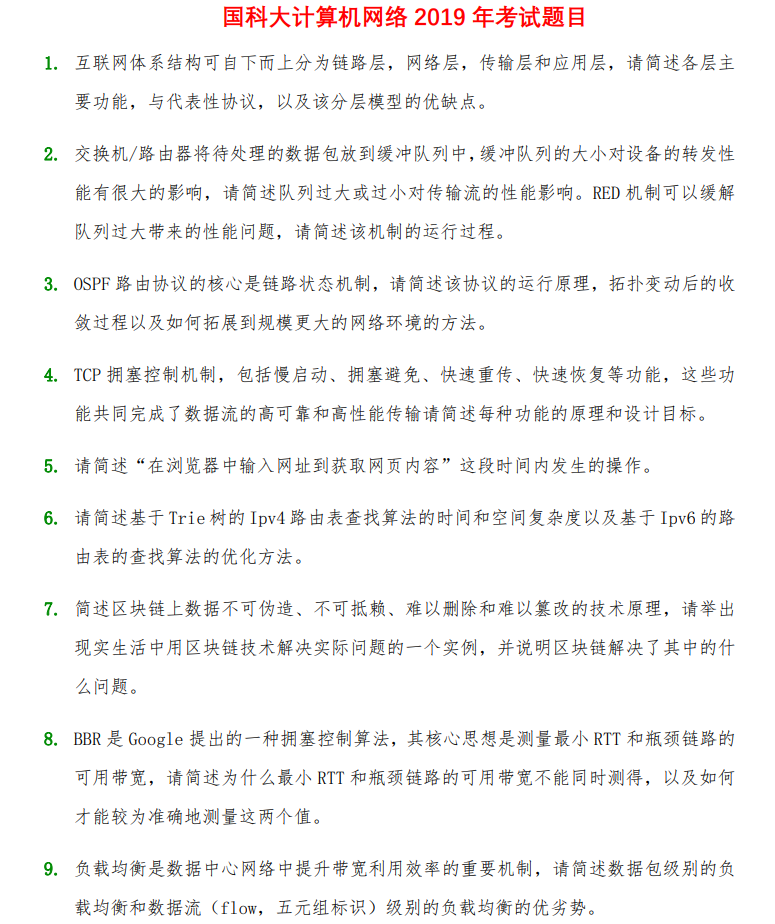 国科大计算机网络 2019 年考试题目
1. 互联网体系结构可自下而上分为链路层，网络层，传输层和应用层，请简述各层主
要功能，与代表性协议，以及该分层模型的优缺点。
2. 交换机/路由器将待处理的数据包放到缓冲队列中，缓冲队列的大小对设备的转发性
能有很大的影响，请简述队列过大或过小对传输流的性能影响。RED 机制可以缓解
队列过大带来的性能问题，请简述该机制的运行过程。
3. OSPF 路由协议的核心是链路状态机制，请简述该协议的运行原理，拓扑变动后的收
敛过程以及如何拓展到规模更大的网络环境的方法。
4. TCP 拥塞控制机制，包括慢启动、拥塞避免、快速重传、快速恢复等功能，这些功
能共同完成了数据流的高可靠和高性能传输请简述每种功能的原理和设计目标。
5. 请简述“在浏览器中输入网址到获取网页内容”这段时间内发生的操作。
6. 请简述基于 Trie 树的 Ipv4 路由表查找算法的时间和空间复杂度以及基于 Ipv6 的路
由表的查找算法的优化方法。
7. 简述区块链上数据不可伪造、不可抵赖、难以删除和难以篡改的技术原理，请举出
现实生活中用区块链技术解决实际问题的一个实例，并说明区块链解决了其中的什
么问题。
8. BBR 是 Google 提出的一种拥塞控制算法，其核心思想是测量最小 RTT 和瓶颈链路的
可用带宽，请简述为什么最小 RTT 和瓶颈链路的可用带宽不能同时测得，以及如何
才能较为准确地测量这两个值。
9. 负载均衡是数据中心网络中提升带宽利用效率的重要机制，请简述数据包级别的负
载均衡和数据流（flow，五元组标识）级别的负载均衡的优劣势。